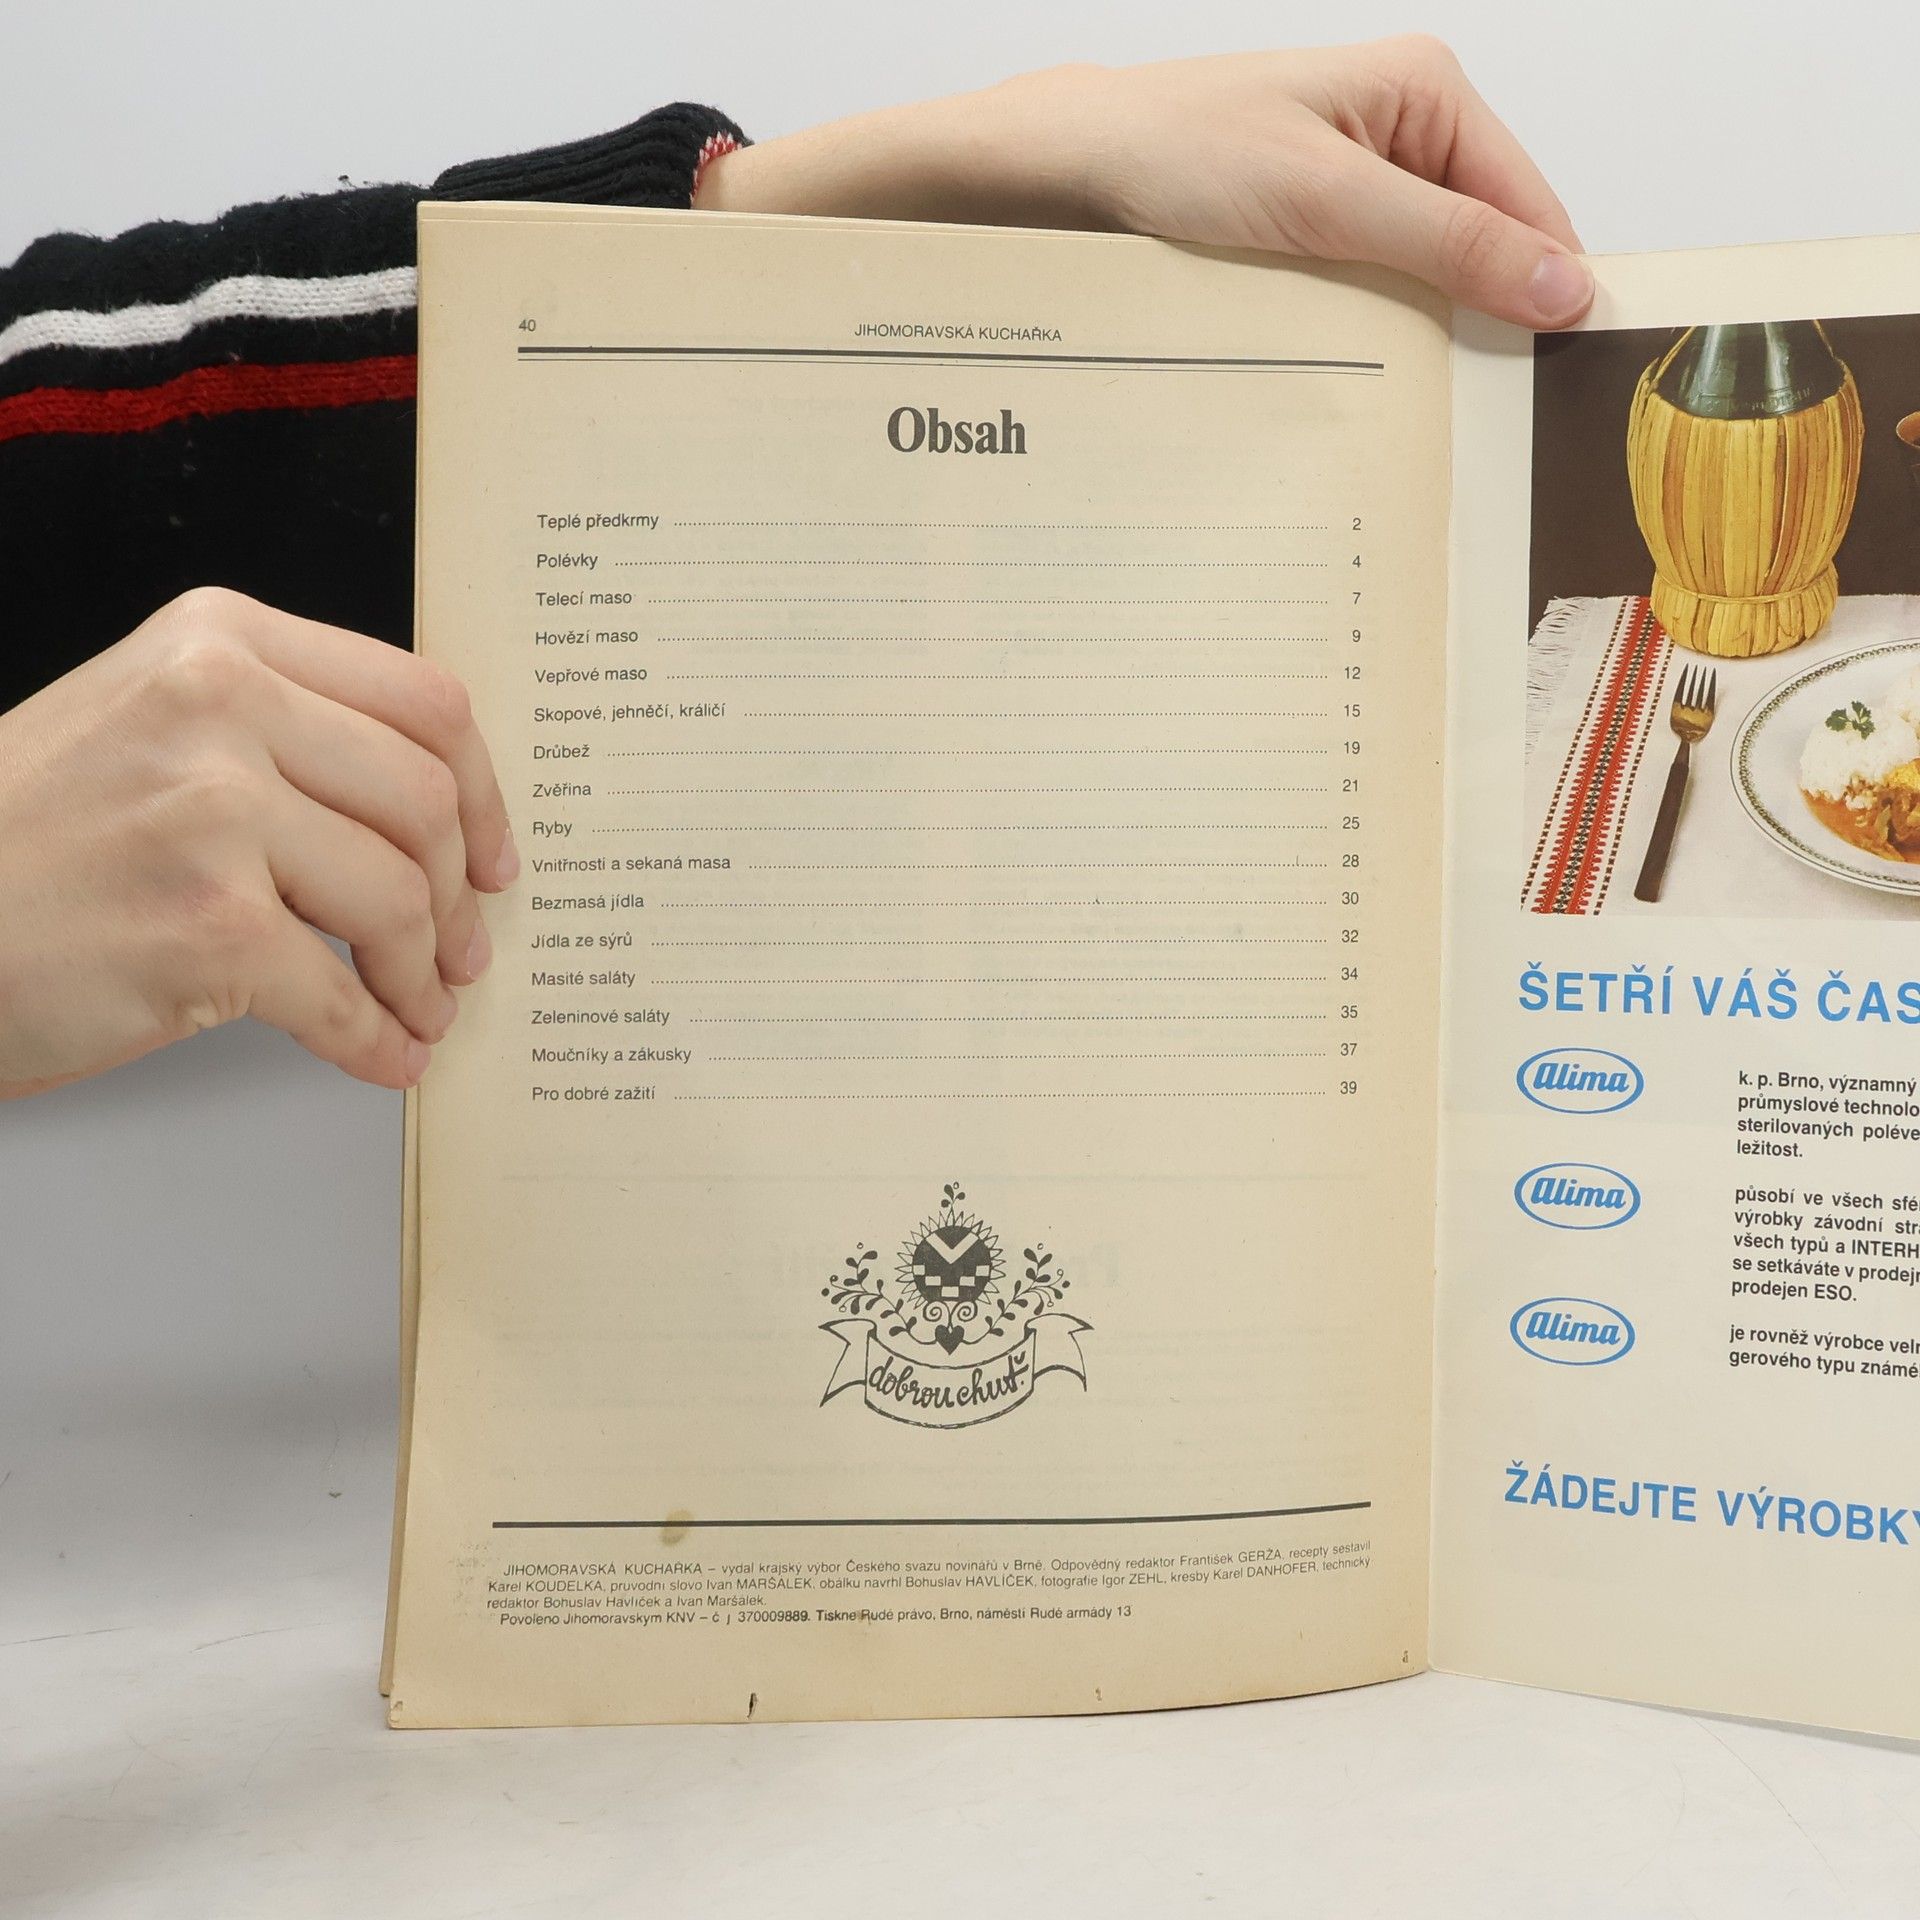 40
JIHOMORAVSKÁ KUCHAŘKA
Obsah
Teplé předkrmy 2
Polévky 4
Telecí maso 7
Hovězí maso 9
Vepřové maso 12
Skopové, jehněčí, králičí 15
Drůbež 19
Zvěřina 21
Ryby 25
Vnitřnosti a sekaná masa 28
Bezmasá jídla 30
Jídla ze sýrů 32
Masité saláty 34
Zeleninové saláty 35
Moučníky a zákusky 37
Pro dobré zažití 39
dobrou chuť!
JIHOMORAVSKÁ KUCHAŘKA – vydal krajský výbor Českého svazu novinářů v Brně. Odpovědný redaktor František GERŽA, recepty sestavil
Karel KOUDELKA, průvodní slovo Ivan MARŠÁLEK, obálku navrhl Bohuslav HAVLÍČEK, fotografie Igor ZEHL, kresby Karel DANHOFER, technický
redaktor Bohuslav Havlíček a Ivan Maršálek.
Povoleno Jihomoravským KNV – č j 370009889. Tiskne Rudé právo, Brno, náměstí Rudé armády 13
ŠETŘÍ VÁŠ ČAS
alima
k. p. Brno, významný
průmyslové technolo
sterilovaných poléve
ležitost.
alima
působí ve všech sfé
výrobky závodní stra
všech typů a INTERH
se setkáváte v prodejn
prodejen ESO.
alima
je rovněž výrobce velm
gerového typu známé
ŽÁDEJTE VÝROBKY